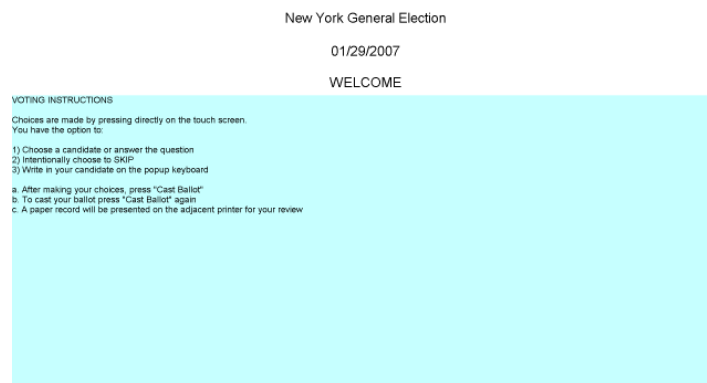 New York General Election
01/29/2007
WELCOME
VOTING INSTRUCTIONS
Choices are made by pressing directly on the touch screen.
You have the option to:
1) Choose a candidate or answer the question
2) Intentionally choose to SKIP
3) Write in your candidate on the popup keyboard
a. After making your choices, press "Cast Ballot"
b. To cast your ballot press "Cast Ballot" again
c. A paper record will be presented on the adjacent printer for your review